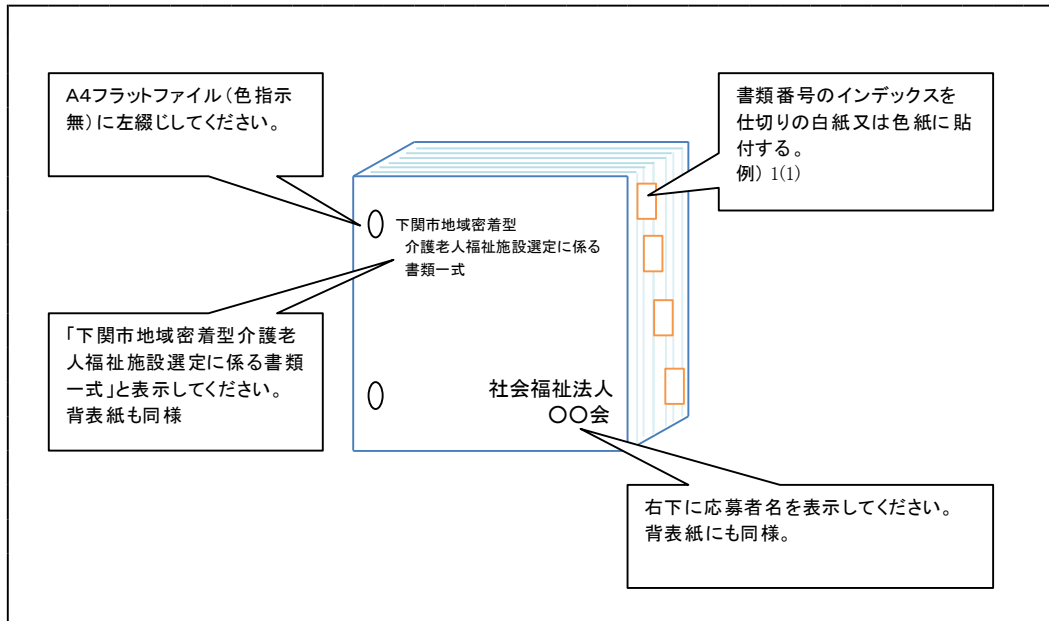 A4フラットファイル(色指示
無)に左綴じしてください。
書類番号のインデックスを
仕切りの白紙又は色紙に貼
付する。
例) 1(1)
下関市地域密着型
介護老人福祉施設選定に係る
書類一式
「下関市地域密着型介護老
人福祉施設選定に係る書類
一式」と表示してください。
背表紙も同様
社会福祉法人
〇〇会
右下に応募者名を表示してください。
背表紙にも同様。